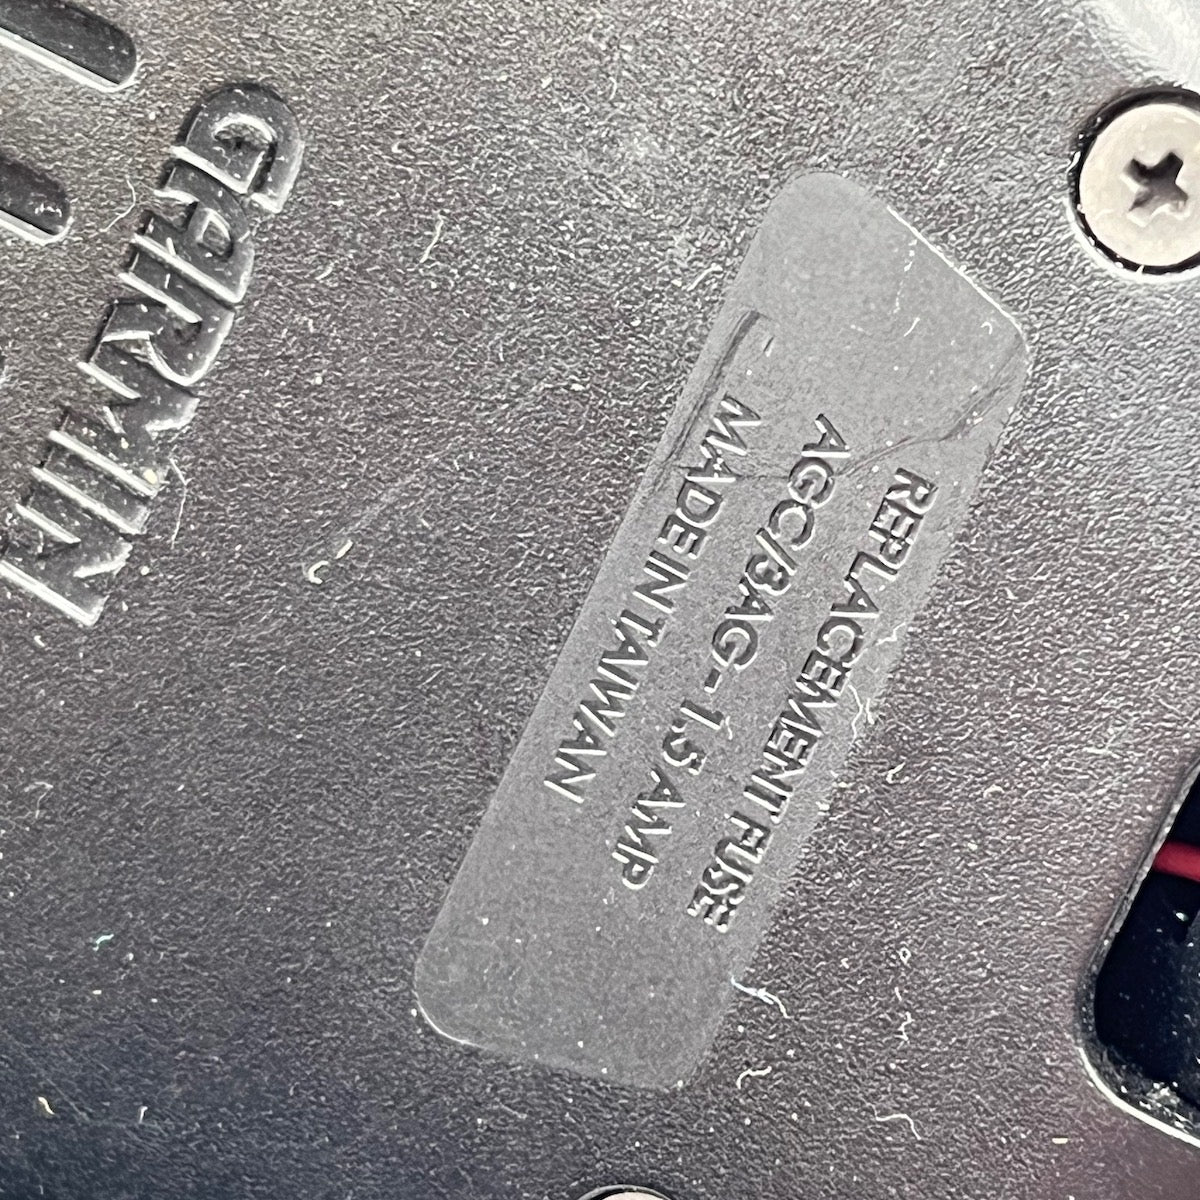 GARMIN
REPLACEMENT FUSE
AGC/3AG - 1.5 AMP
MADE IN TAIWAN